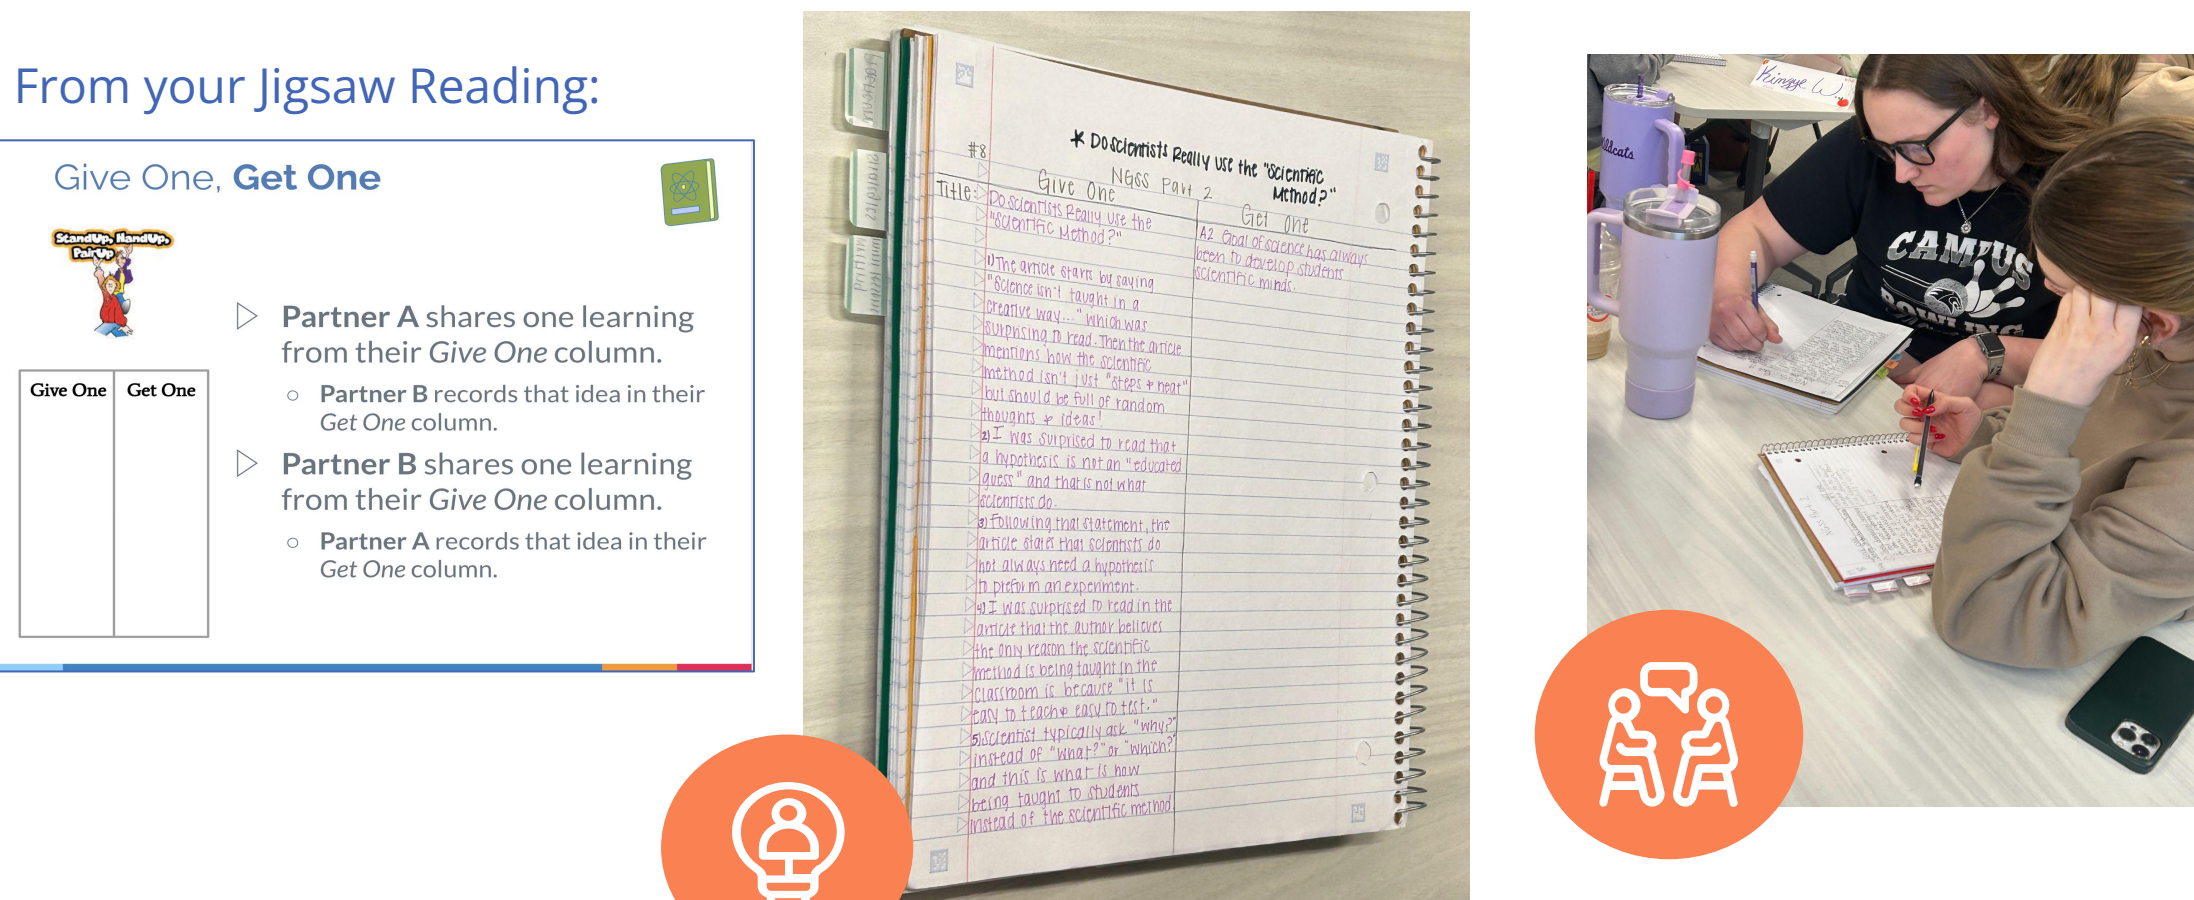 From your Jigsaw Reading:
Give One, Get One
StandUp, HandUp,
PairUp
Partner A shares one learning
from their Give One column.
Partner B records that idea in their
Get One column.
Partner B shares one learning
from their Give One column.
Partner A records that idea in their
Get One column.
Give One
Get One
* Do scientists Really use the "Scientific
Method?"
#8
NGSS Part 2
Title:
Give One
Get One
Do scientists Really use the
"Scientific Method?"
1) The article starts by saying
"Science isn't taught in a
creative way..." which was
surprising to read. Then the article
mentions how the scientific
method isn't just "steps & neat"
but should be full of random
thoughts & ideas!
2) I was surprised to read that
a hypothesis is not an "educated
guess" and that is not what
scientists do.
3) Following that statement, the
article states that scientists do
not always need a hypothesis
to preform an experiment.
4) I was surprised to read in the
article that the author believes
the only reason the scientific
method is being taught in the
classroom is because "it is
easy to teach & easy to test."
5) Scientist typically ask "why?"
instead of "what?" or "which?"
and this is what is now
being taught to students
instead of the scientific method.
A2 Goal of science has always
been to develop students
scientific minds.
Kinzye W
CAMPUS
BOWLING